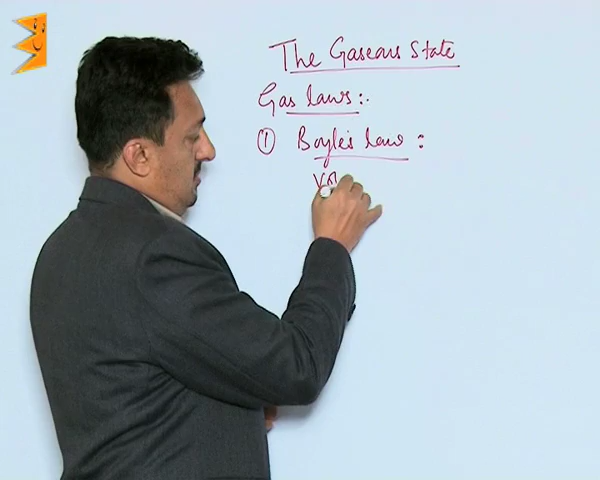 The Gaseous State
Gas laws :-
① Boyle's law :
V α